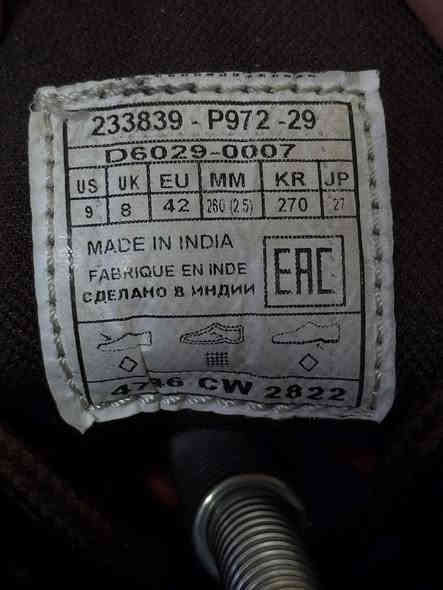 233839 - P972 -29
D6029-0007
US UK EU MM KR JP
9 8 42 260 (2.5) 270 27
MADE IN INDIA
FABRIQUE EN INDE
СДЕЛАНО В ИНДИИ
EAC
4746 CW 2822